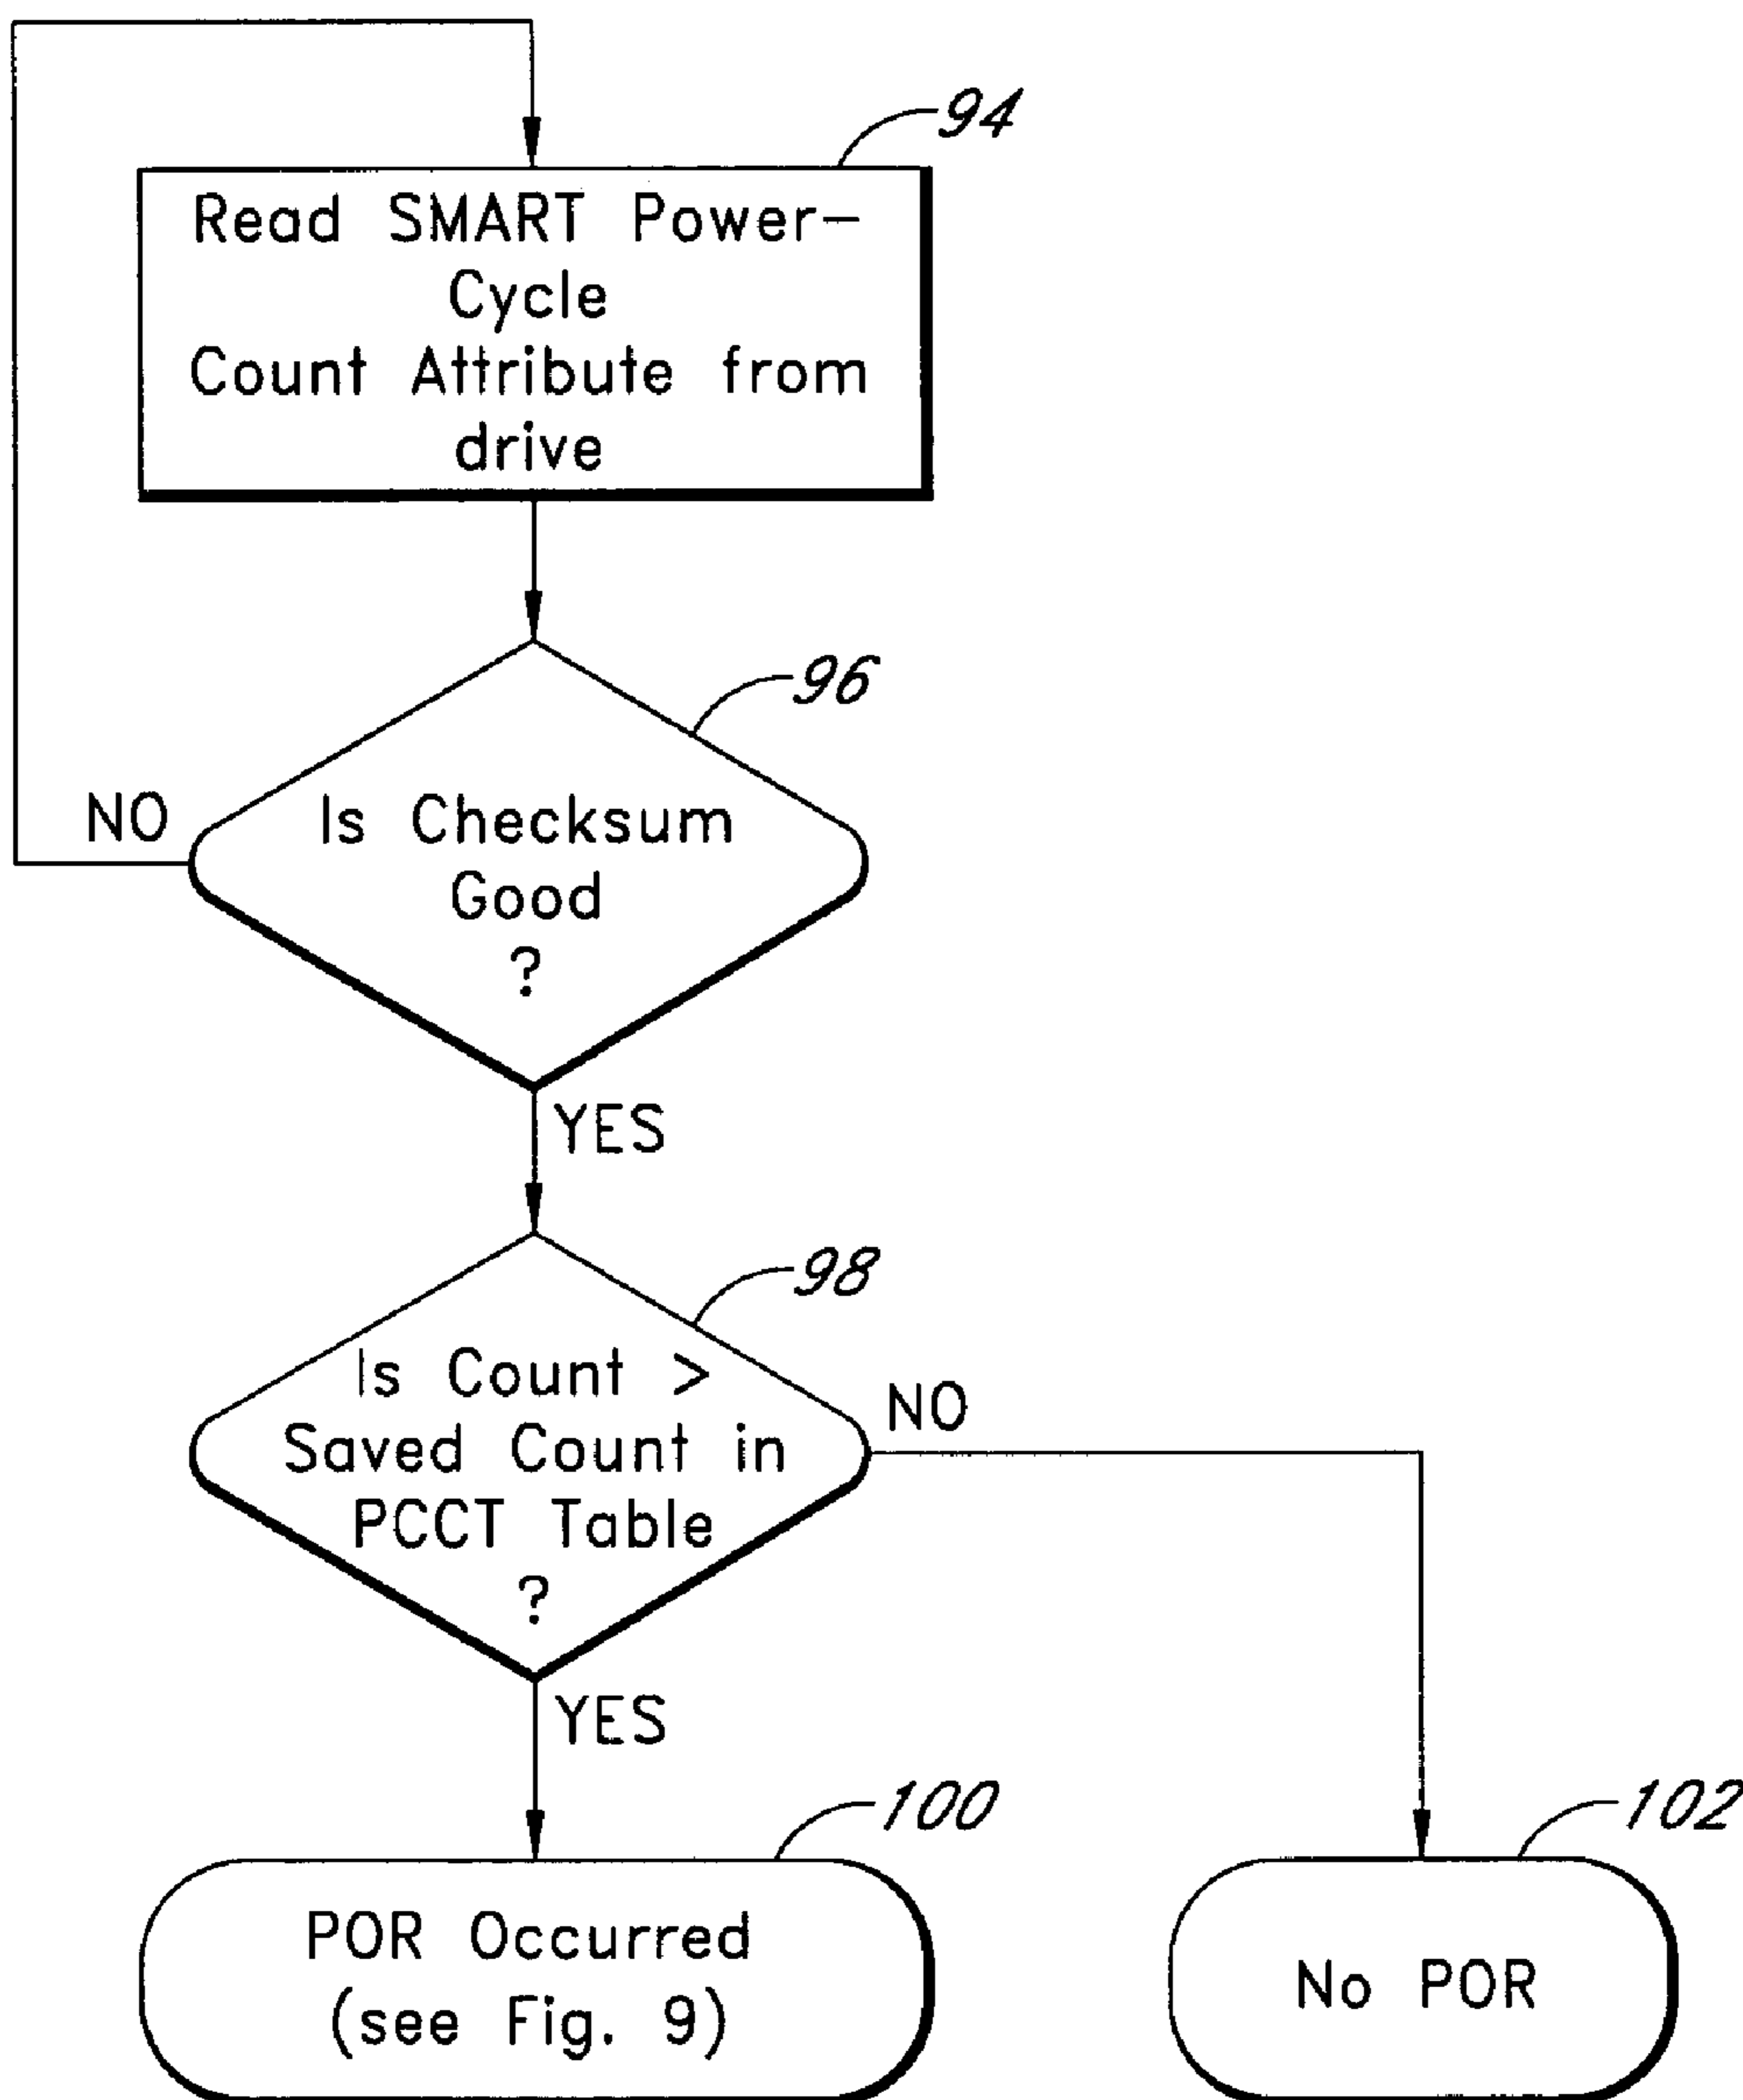 94
Read SMART Power-
Cycle
Count Attribute from
drive
96
NO
Is Checksum
Good
?
YES
98
Is Count >
Saved Count in
PCCT Table
?
NO
YES
100
102
POR Occurred
(see Fig. 9)
No POR